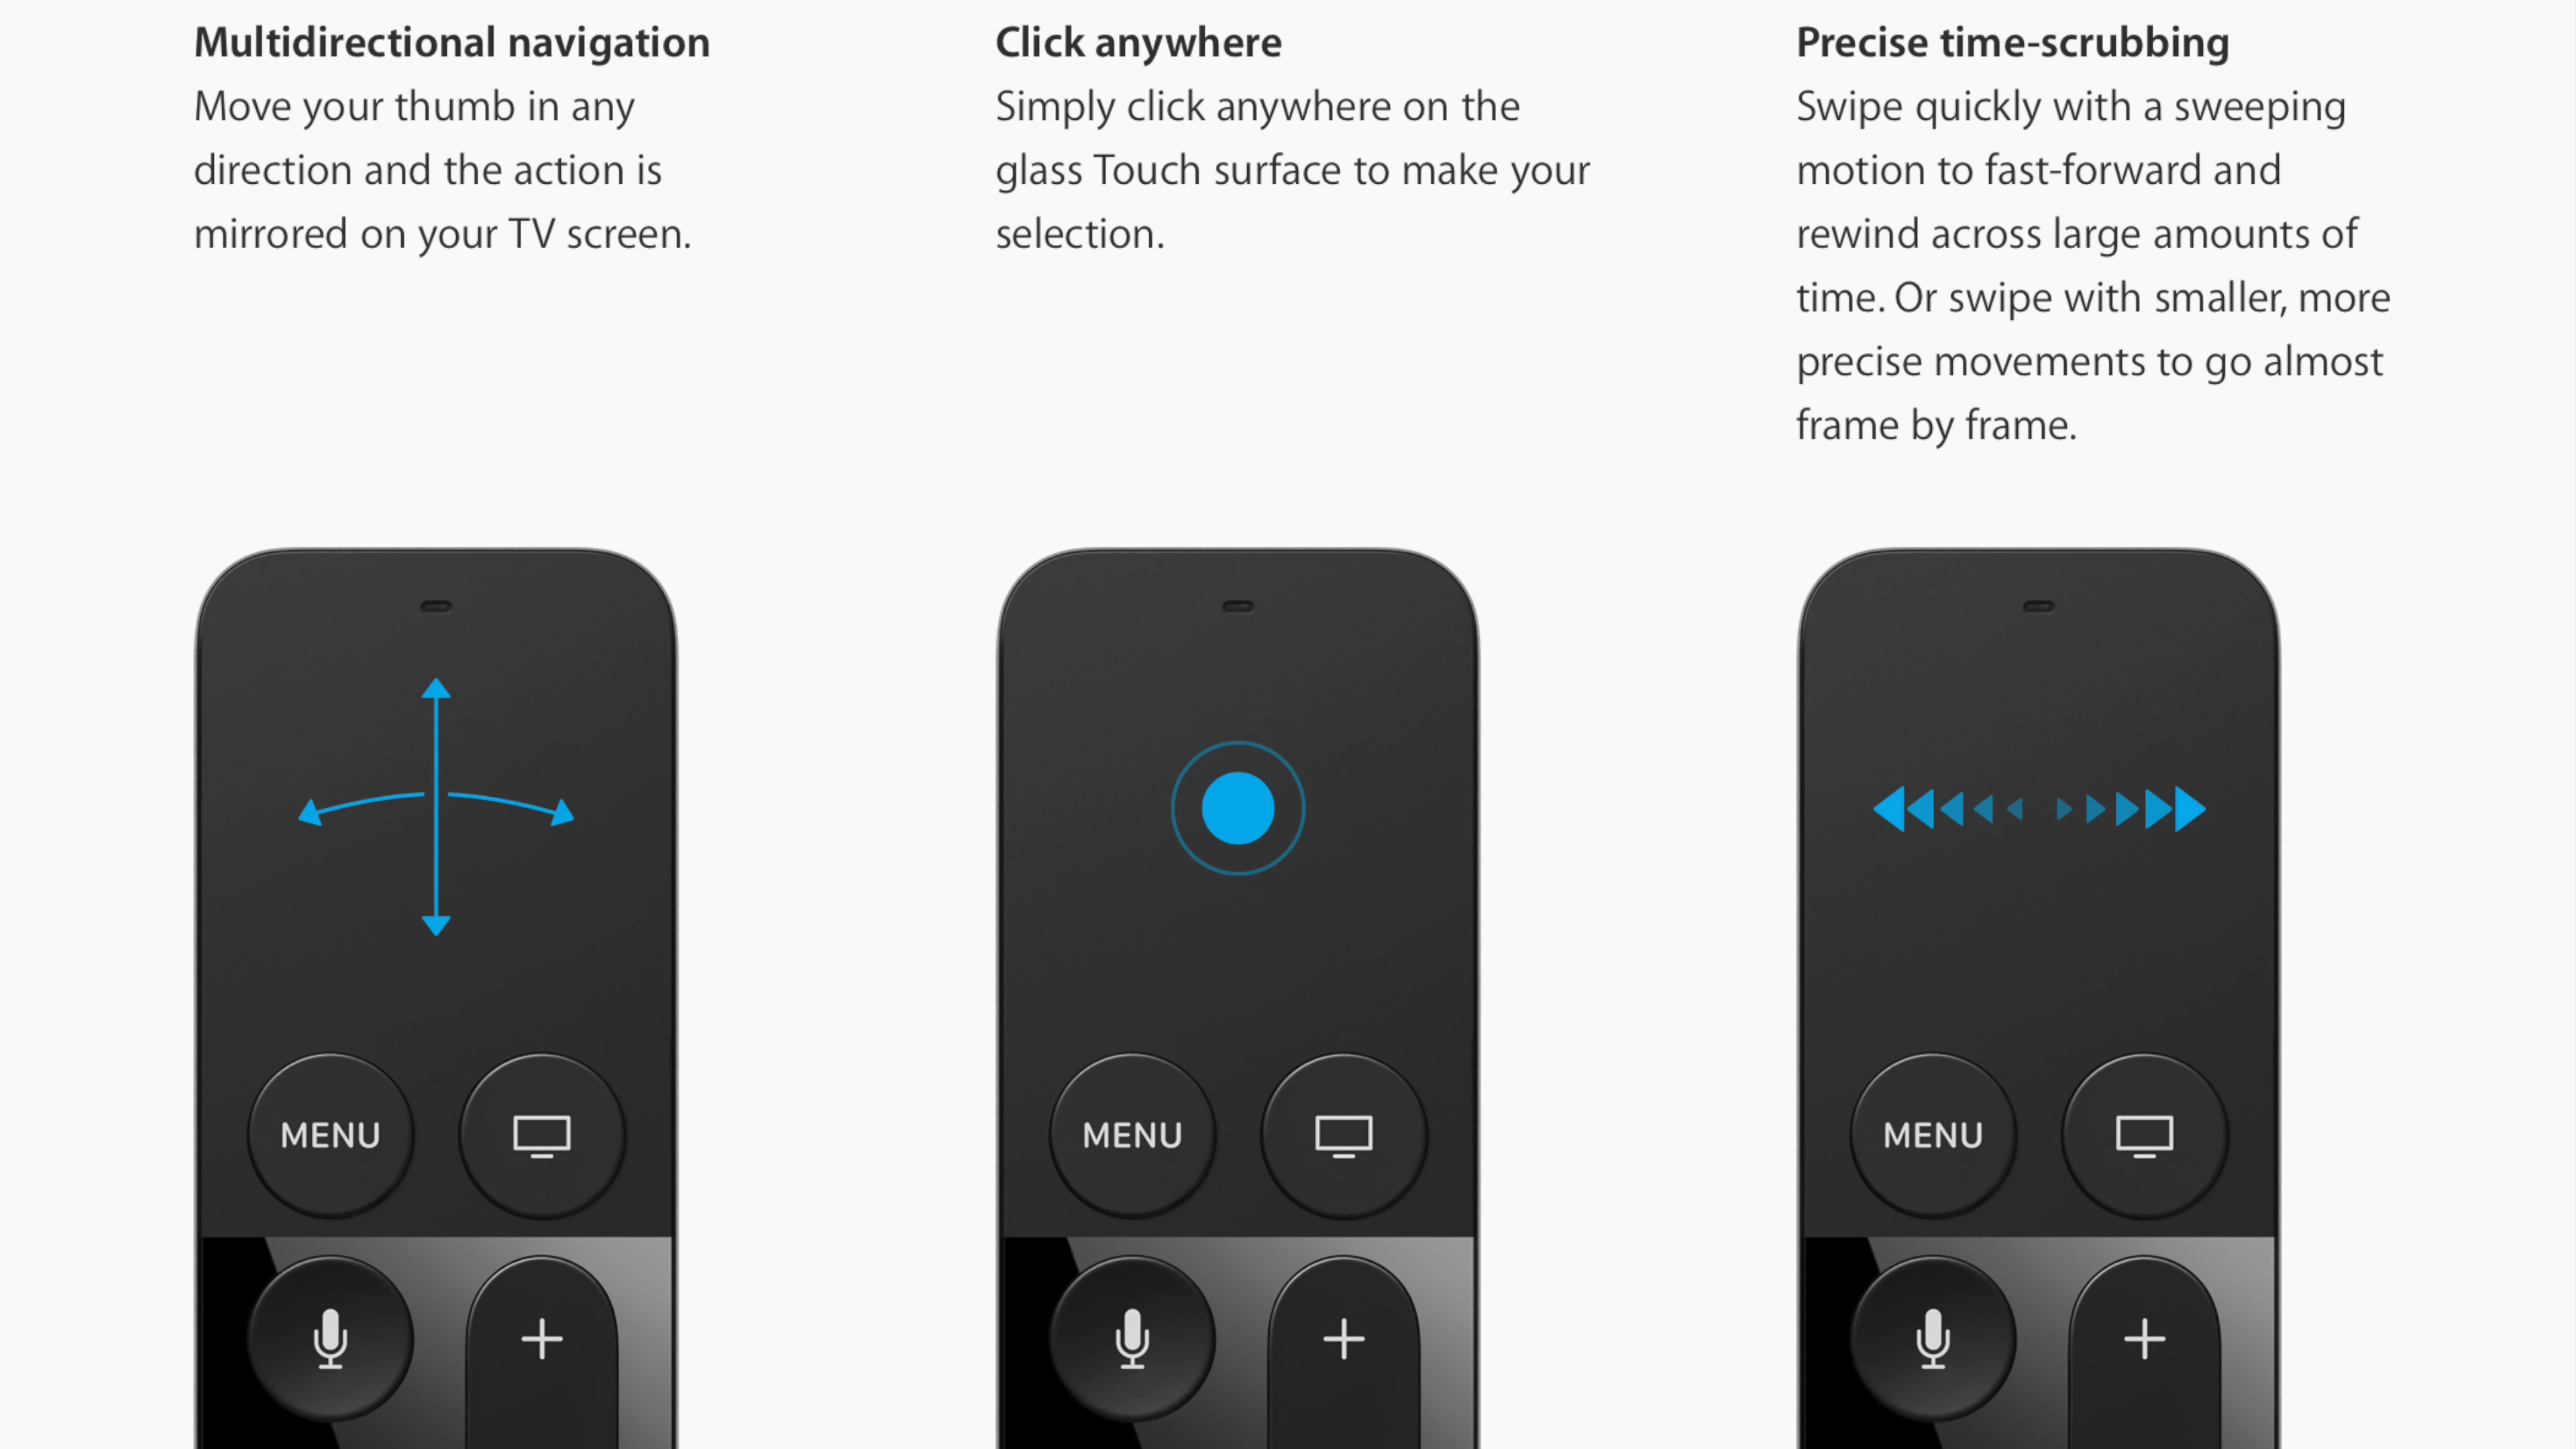 Multidirectional navigation
Move your thumb in any
direction and the action is
mirrored on your TV screen.
Click anywhere
Simply click anywhere on the
glass Touch surface to make your
selection.
Precise time-scrubbing
Swipe quickly with a sweeping
motion to fast-forward and
rewind across large amounts of
time. Or swipe with smaller, more
precise movements to go almost
frame by frame.
MENU
MENU
MENU